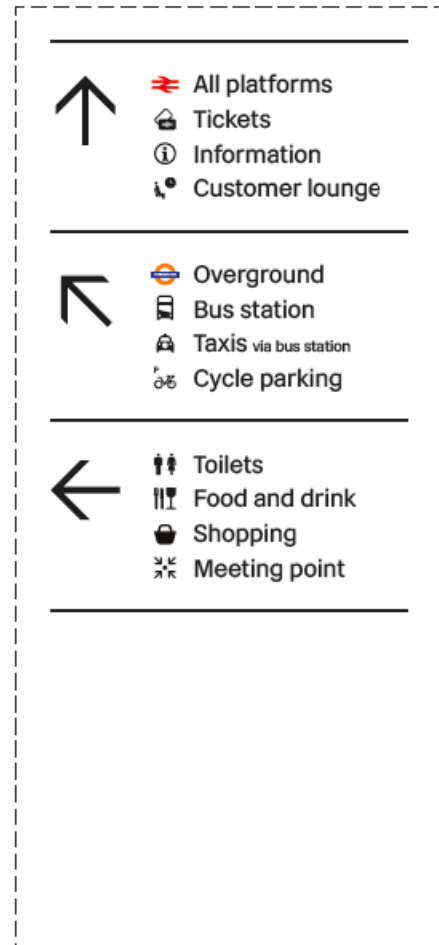 All platforms
Tickets
Information
Customer lounge
Overground
Bus station
Taxis via bus station
Cycle parking
Toilets
Food and drink
Shopping
Meeting point